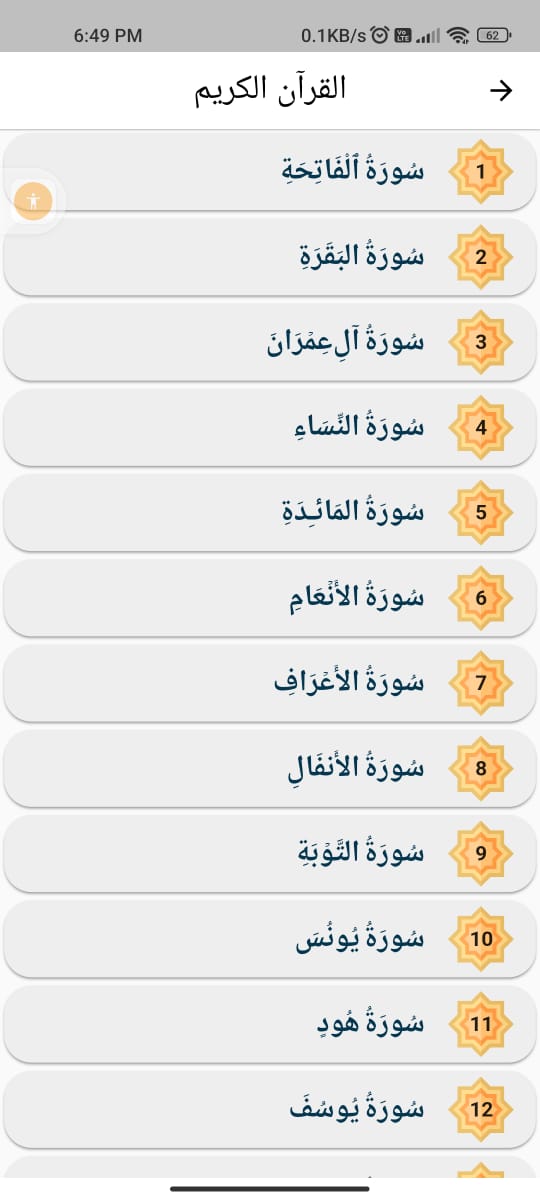 6:49 PM 0.1KB/s Vo LTE 62
القرآن الكريم
1 سُورَةُ ٱلْفَاتِحَةِ
2 سُورَةُ البَقَرَةِ
3 سُورَةُ آلِ عِمْرَانَ
4 سُورَةُ النِّسَاءِ
5 سُورَةُ المَائـِدَةِ
6 سُورَةُ الأَنْعَامِ
7 سُورَةُ الأَعْرَافِ
8 سُورَةُ الأَنفَالِ
9 سُورَةُ التَّوْبَةِ
10 سُورَةُ يُونُسَ
11 سُورَةُ هُودٍ
12 سُورَةُ يُوسُفَ